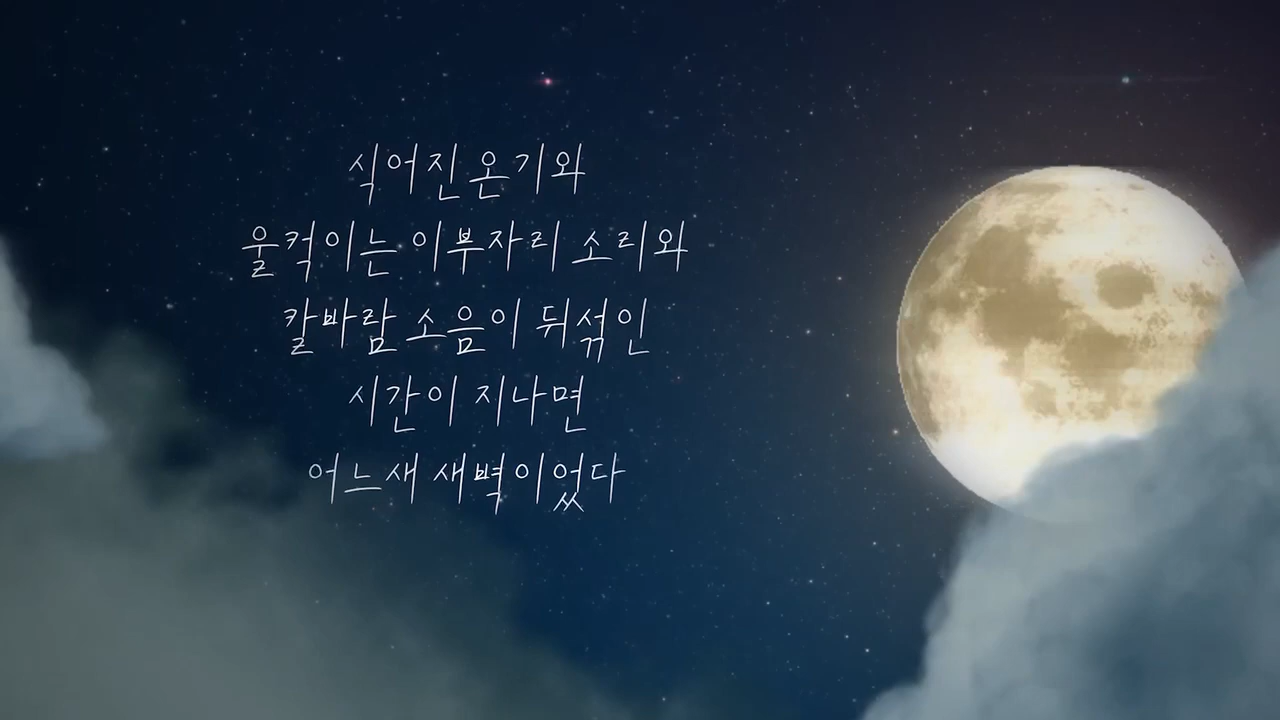 식어진 온기와
울컥이는 이부자리 소리와
칼바람 소음이 뒤섞인
시간이 지나면
어느새 새벽이었다